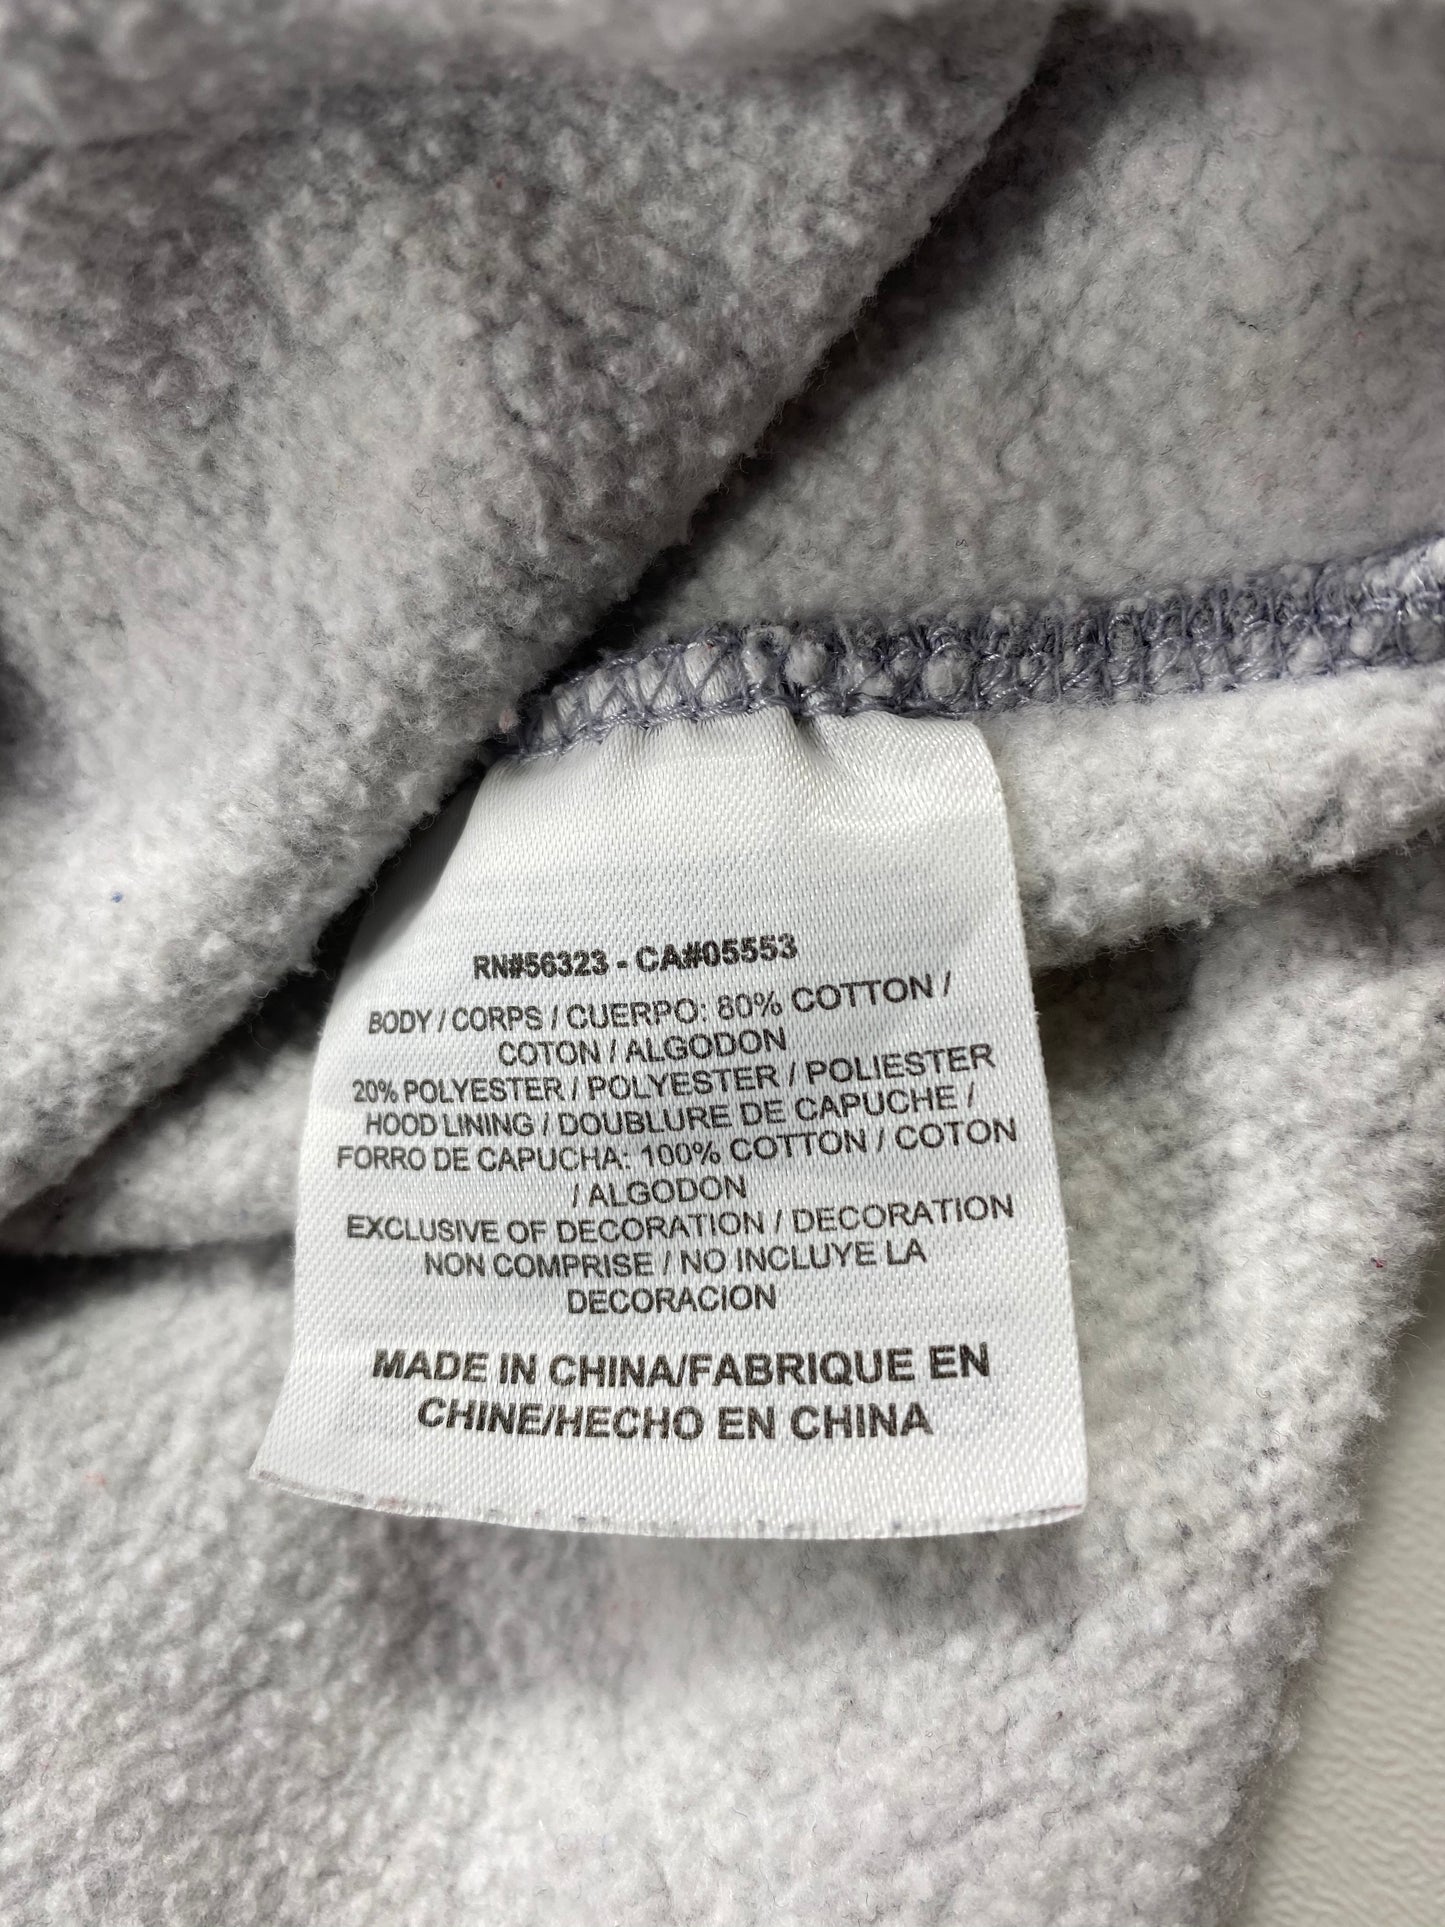 RN#56323 - CA#05553
BODY / CORPS / CUERPO: 80% COTTON /
COTON / ALGODON
20% POLYESTER / POLYESTER / POLIESTER
HOOD LINING / DOUBLURE DE CAPUCHE /
FORRO DE CAPUCHA: 100% COTTON / COTON
/ ALGODON
EXCLUSIVE OF DECORATION / DECORATION
NON COMPRISE / NO INCLUYE LA
DECORACION
MADE IN CHINA/FABRIQUE EN
CHINE/HECHO EN CHINA